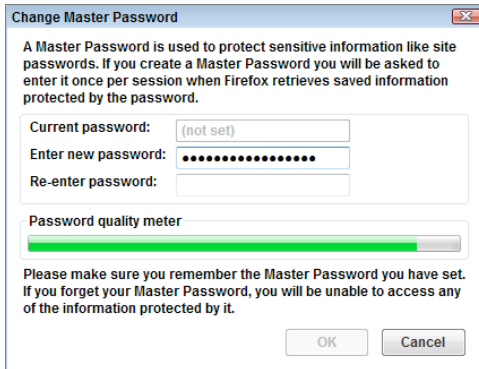 Change Master Password
A Master Password is used to protect sensitive information like site
passwords. If you create a Master Password you will be asked to
enter it once per session when Firefox retrieves saved information
protected by the password.
Current password: (not set)
Enter new password: •••••••••••••••••
Re-enter password:
Password quality meter
Please make sure you remember the Master Password you have set.
If you forget your Master Password, you will be unable to access any
of the information protected by it.
OK Cancel